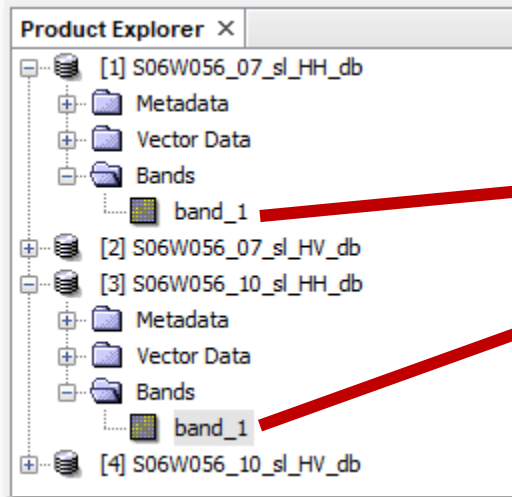 Product Explorer ×
[1] S06W056_07_sl_HH_db
Metadata
Vector Data
Bands
band_1
[2] S06W056_07_sl_HV_db
[3] S06W056_10_sl_HH_db
Metadata
Vector Data
Bands
band_1
[4] S06W056_10_sl_HV_db